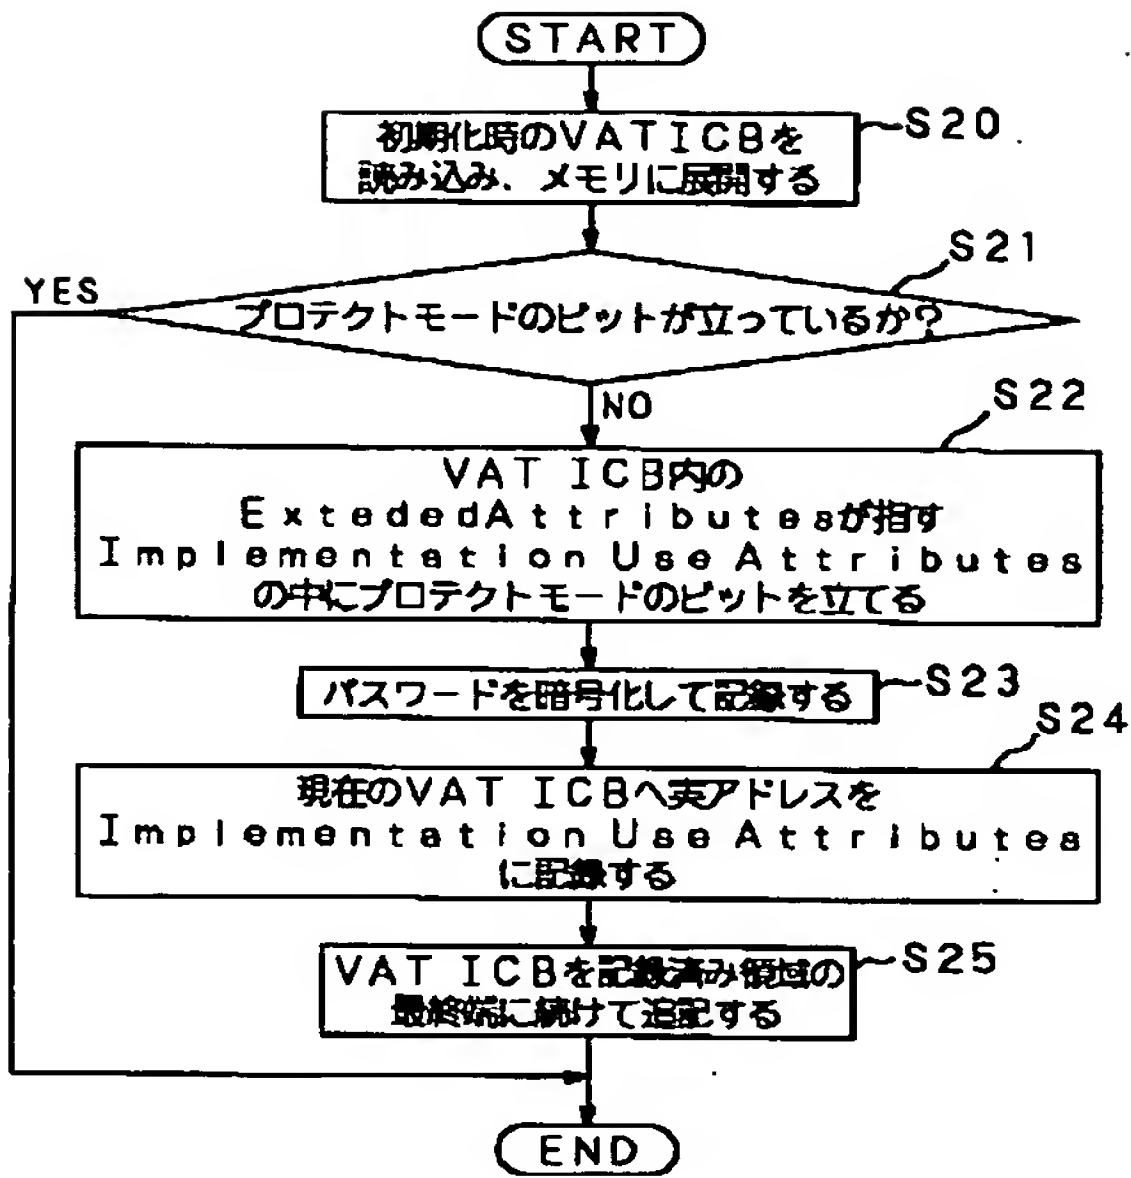 START
初期化時のVATICBを
S20
読み込み、メモリに展開する
S21
YES
プロテクトモードのビットが立っているか?
NO
S22
VAT ICB内の
ExtededAttributesが指す
Implementation Use Attributes
の中にプロテクトモードのビットを立てる
パスワードを暗号化して記録する
S23
S24
現在のVAT ICBへ実アドレスを
Implementation Use Attributes
に記録する
VAT ICBを記録済み領域の
S25
最終端に続けて追記する
END